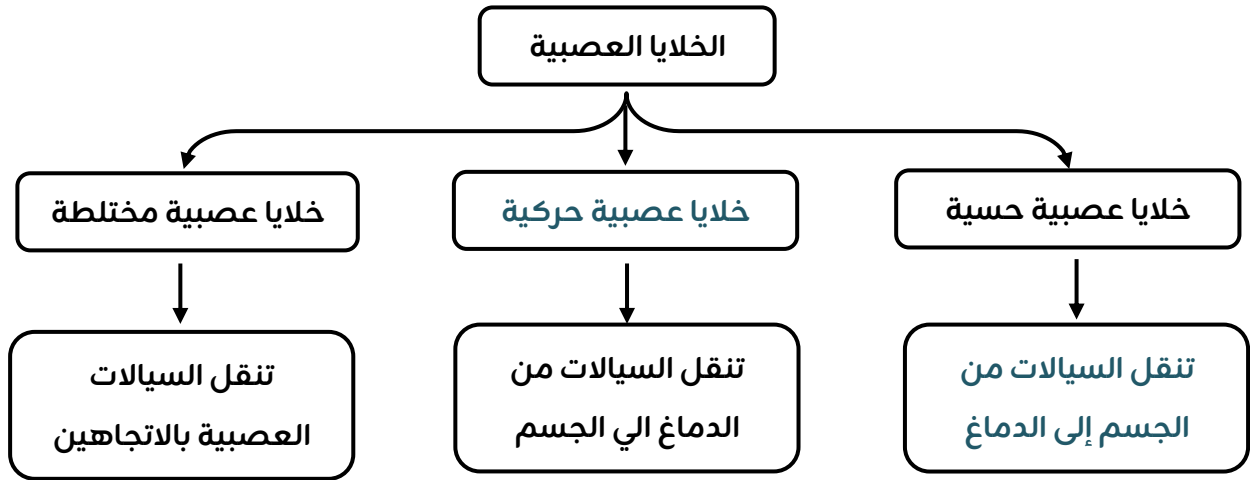 الخلايا العصبية
خلايا عصبية حسية
خلايا عصبية حركية
خلايا عصبية مختلطة
تنقل السيالات من
الجسم إلى الدماغ
تنقل السيالات من
الدماغ الي الجسم
تنقل السيالات
العصبية بالاتجاهين